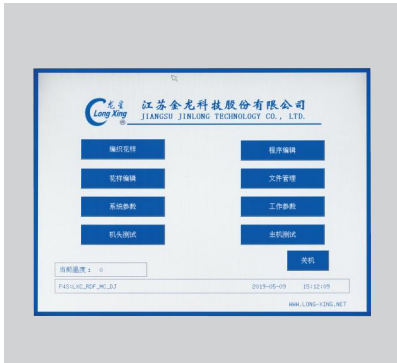 龙星 江苏金龙科技股份有限公司
Long Xing JIANGSU JINLONG TECHNOLOGY CO., LTD.
®
编织花样 程序编辑
花样编辑 文件管理
系统参数 工作参数
机头测试 主机测试
关机
当前温度： 0
F4S:LXC_RDF_MC_DJ 2019-05-09 15:12:09
WWW.LONG-XING.NET